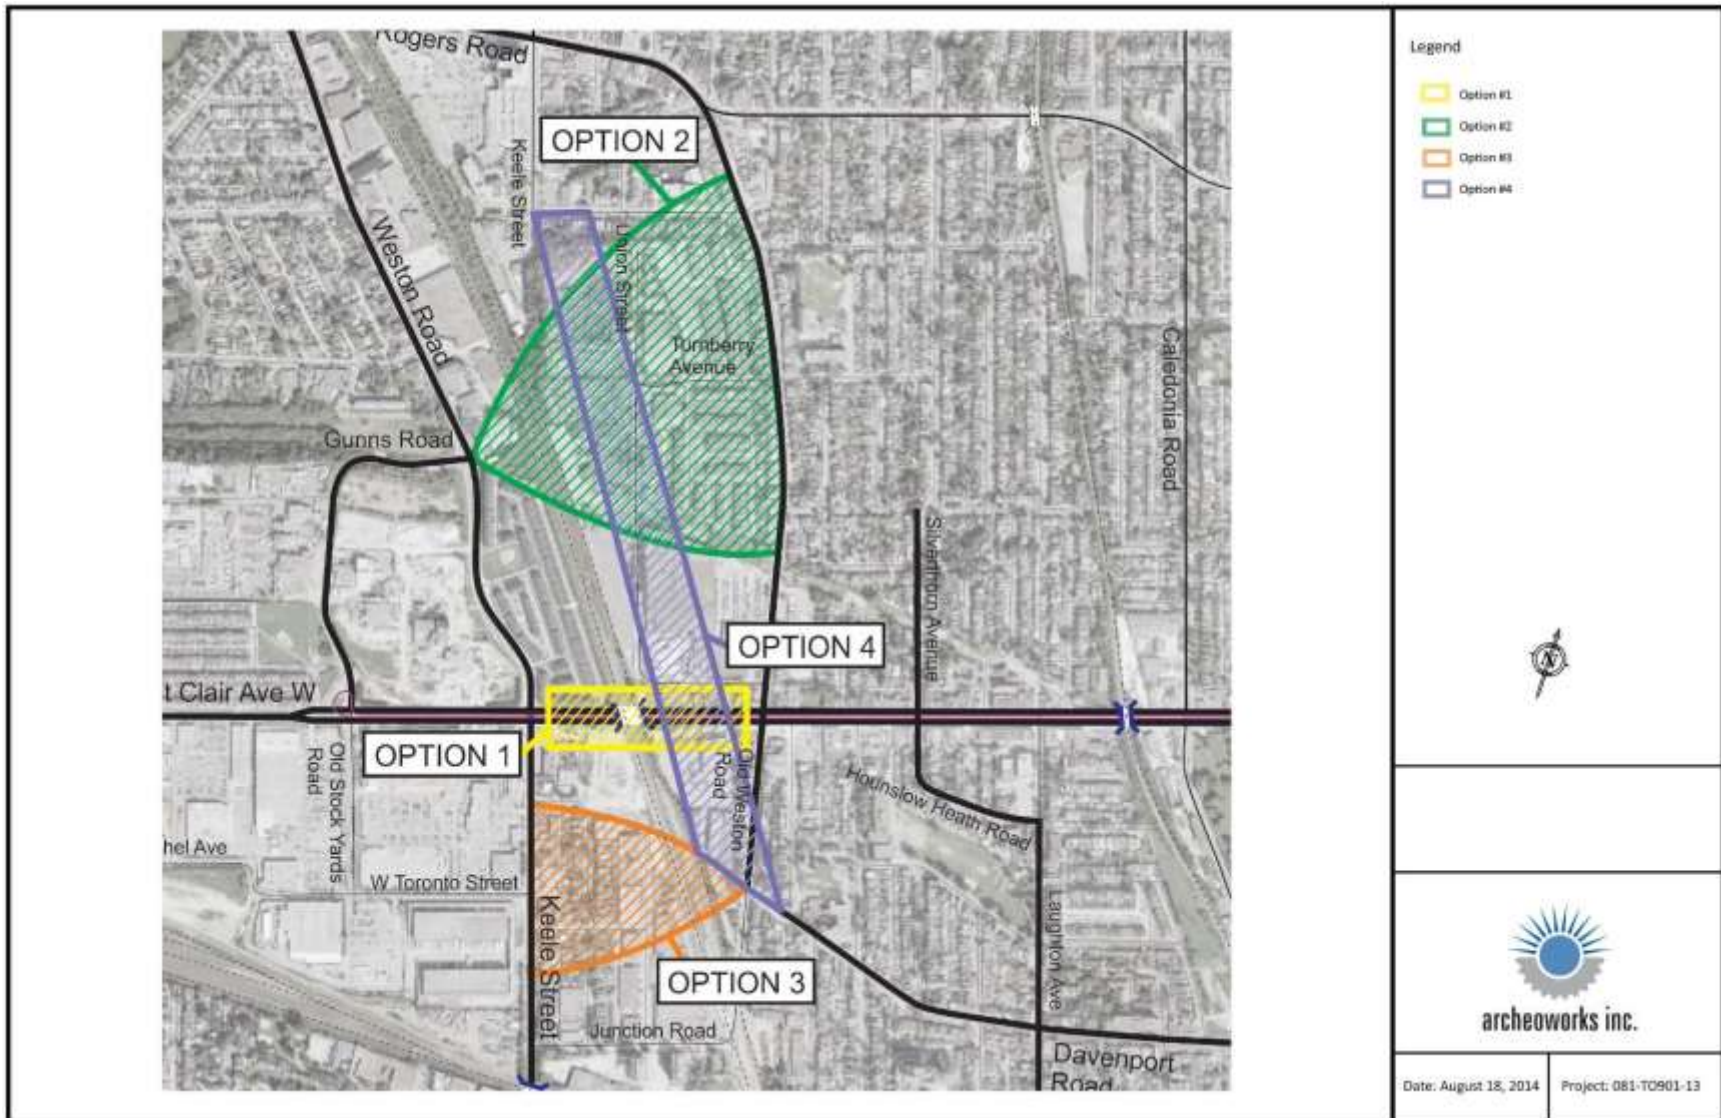 Rogers Road
OPTION 2
Keele Street
Union Street
Weston Road
Turnberry
Avenue
Caledonia Road
Gunns Road
Silverthorn Avenue
OPTION 4
t Clair Ave W
OPTION 1
Old Stock Yards
Road
Old Weston
Road
Hounslow Heath Road
hel Ave
W Toronto Street
Keele Street
OPTION 3
Laughton Ave
Junction Road
Davenport
Road
Legend
Option #1
Option #2
Option #3
Option #4
N
archeoworks inc.
Date: August 18, 2014
Project: 081-TO901-13